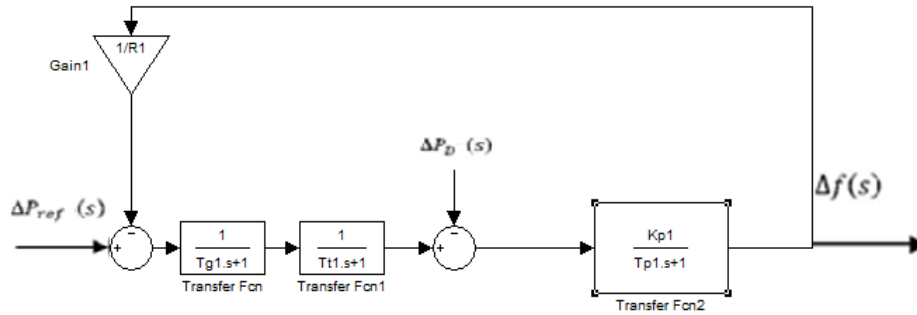 1/R1
Gain1
ΔP_D (s)
ΔP_ref (s)
Δf(s)
-
-
+
+
1
Tg1.s+1
Transfer Fcn
1
Tt1.s+1
Transfer Fcn1
Kp1
Tp1.s+1
Transfer Fcn2